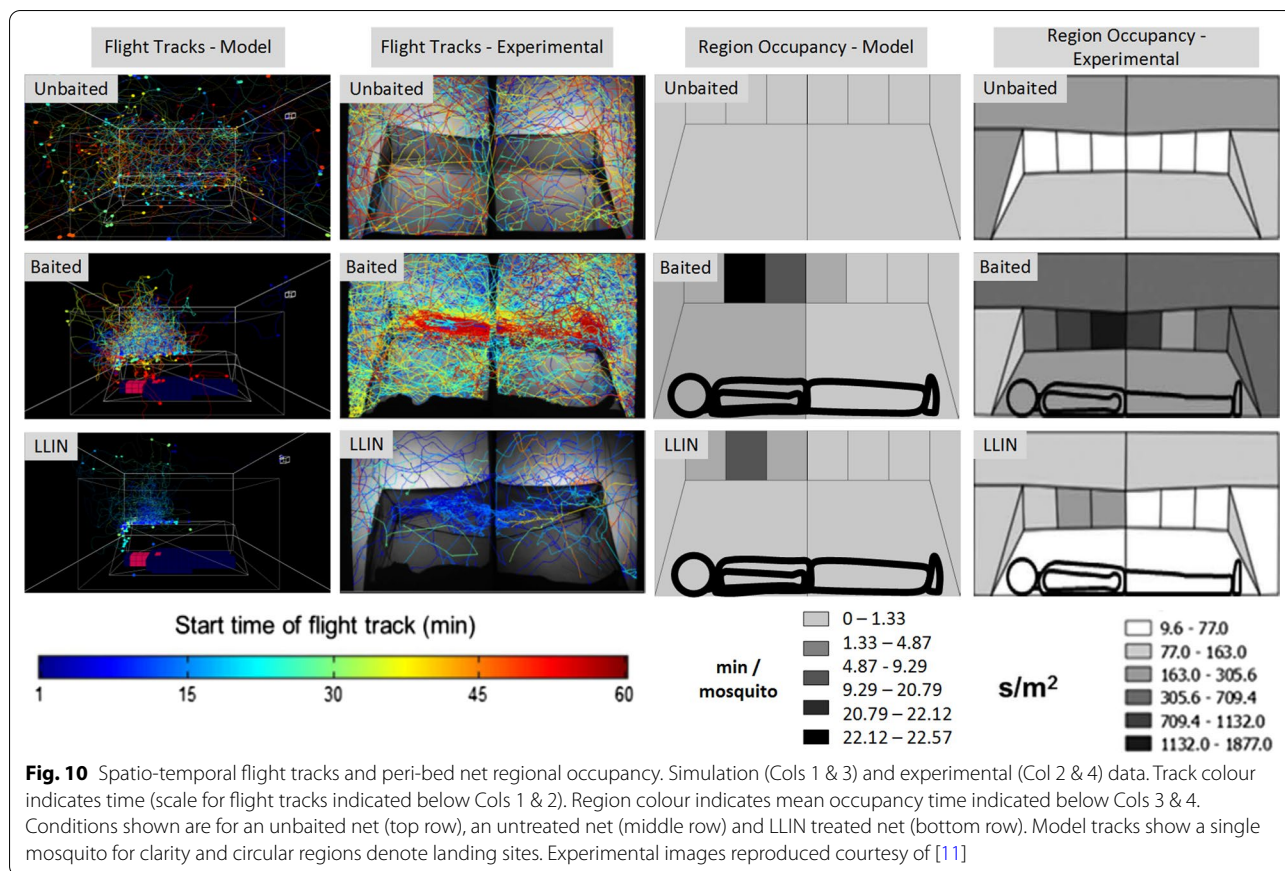 Flight Tracks - Model
Flight Tracks - Experimental
Region Occupancy - Model
Region Occupancy -
Experimental
Unbaited
Unbaited
Unbaited
Unbaited
Baited
Baited
Baited
Baited
LLIN
LLIN
LLIN
LLIN
Start time of flight track (min)
1 15 30 45 60
min /
mosquito
0 – 1.33
1.33 – 4.87
4.87 – 9.29
9.29 – 20.79
20.79 – 22.12
22.12 – 22.57
s/m²
9.6 - 77.0
77.0 - 163.0
163.0 - 305.6
305.6 - 709.4
709.4 - 1132.0
1132.0 - 1877.0
Fig. 10 Spatio-temporal flight tracks and peri-bed net regional occupancy. Simulation (Cols 1 & 3) and experimental (Col 2 & 4) data. Track colour
indicates time (scale for flight tracks indicated below Cols 1 & 2). Region colour indicates mean occupancy time indicated below Cols 3 & 4.
Conditions shown are for an unbaited net (top row), an untreated net (middle row) and LLIN treated net (bottom row). Model tracks show a single
mosquito for clarity and circular regions denote landing sites. Experimental images reproduced courtesy of [11]